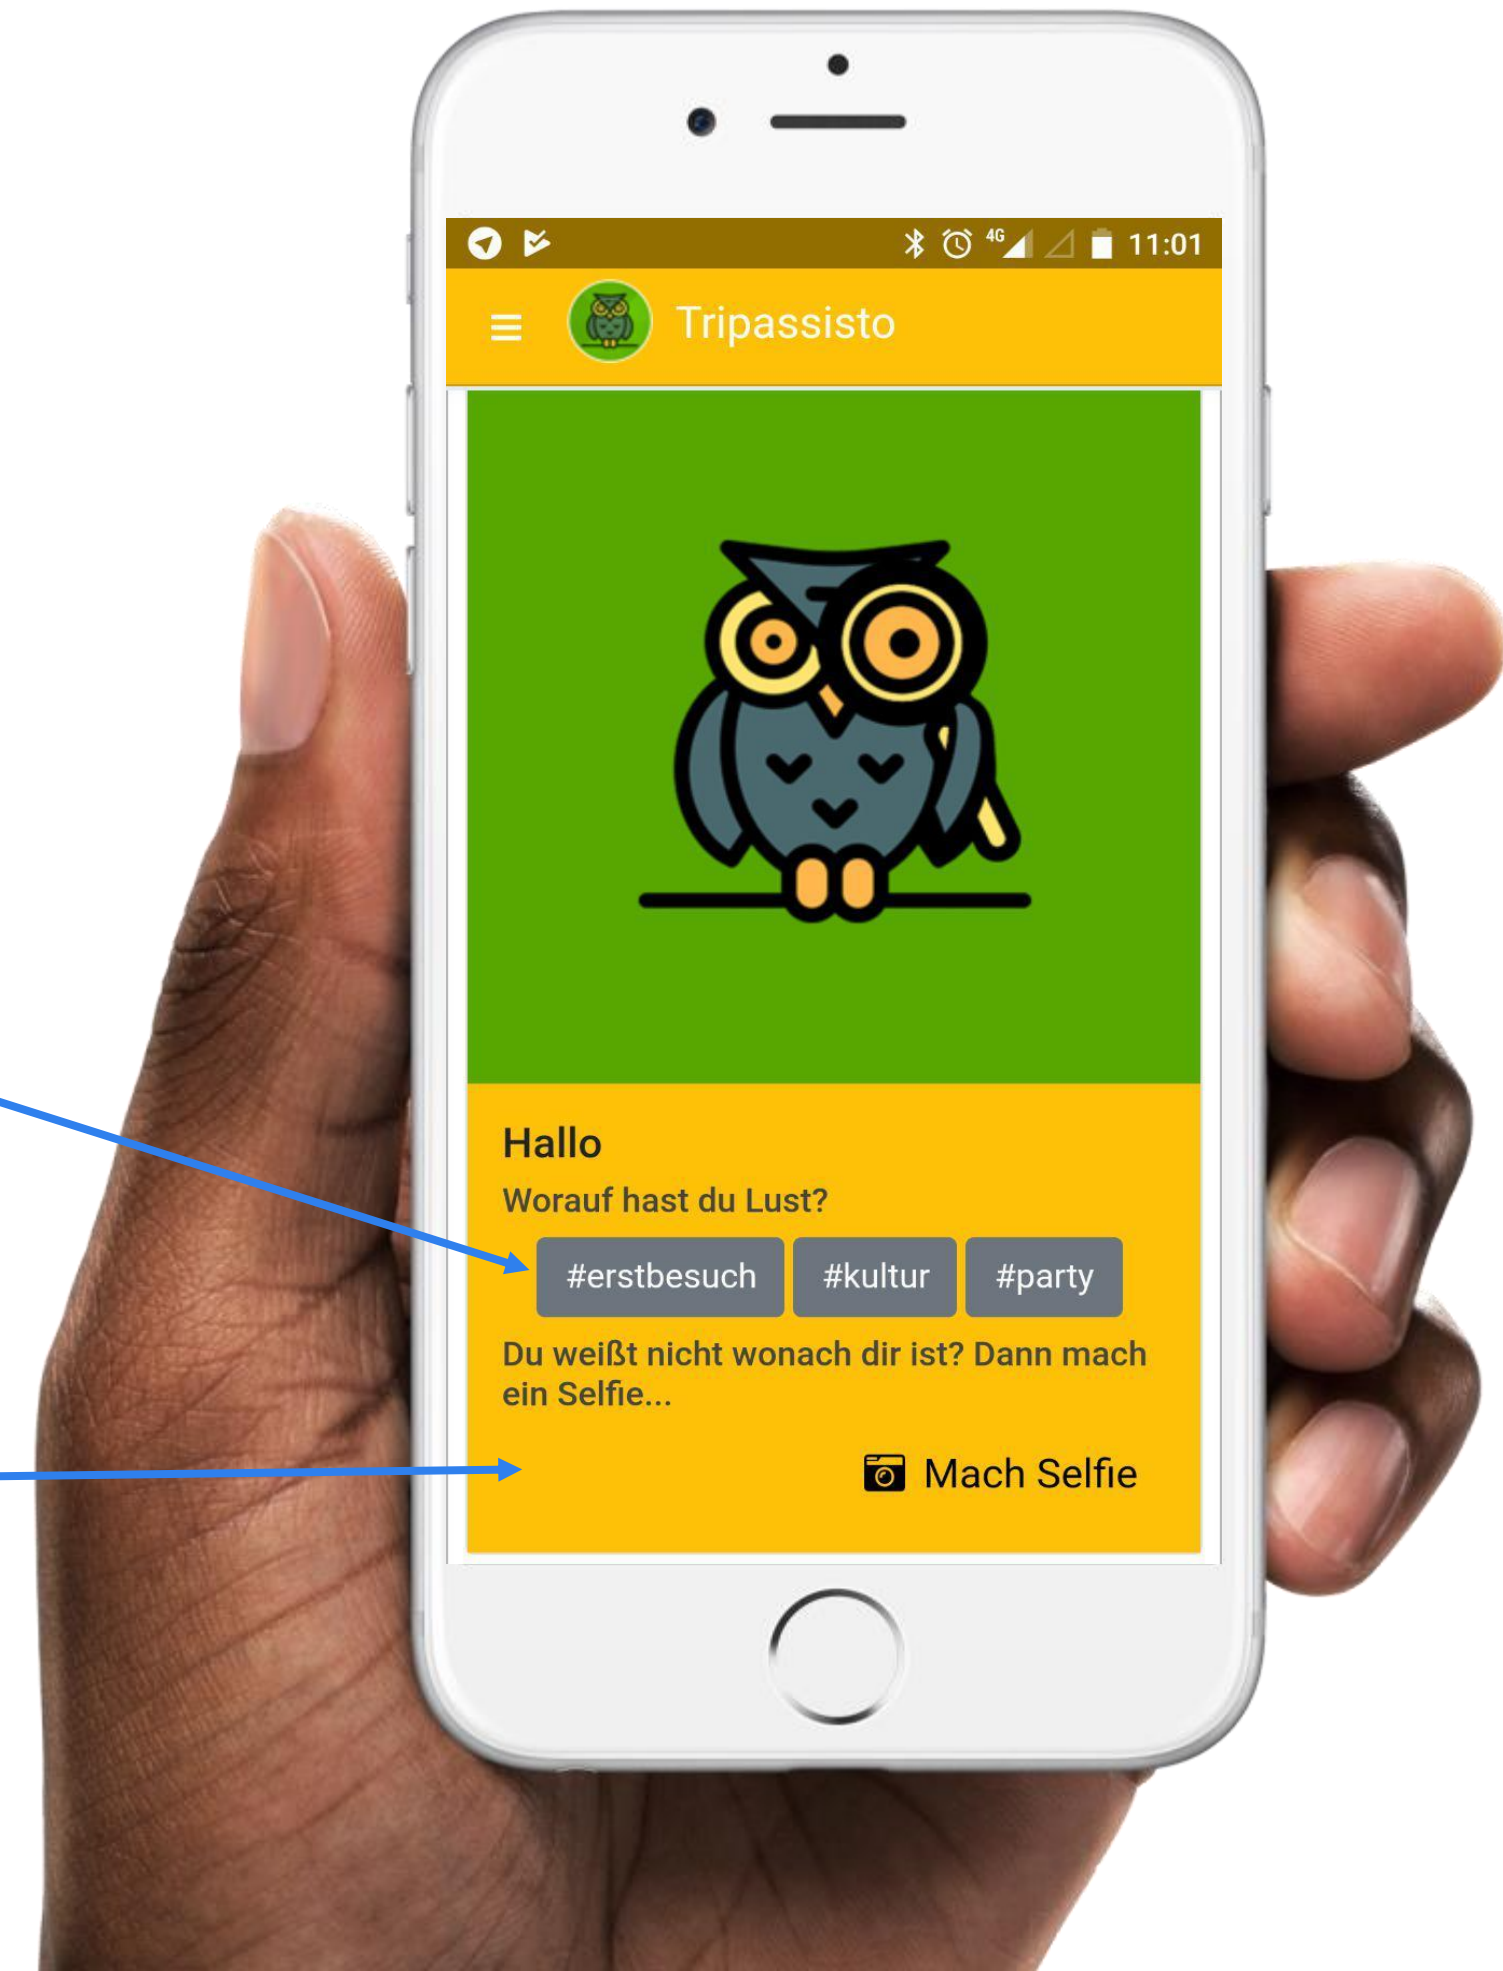 4G 11:01
Tripassisto
Hallo
Worauf hast du Lust?
#erstbesuch #kultur #party
Du weißt nicht wonach dir ist? Dann mach
ein Selfie...
Mach Selfie